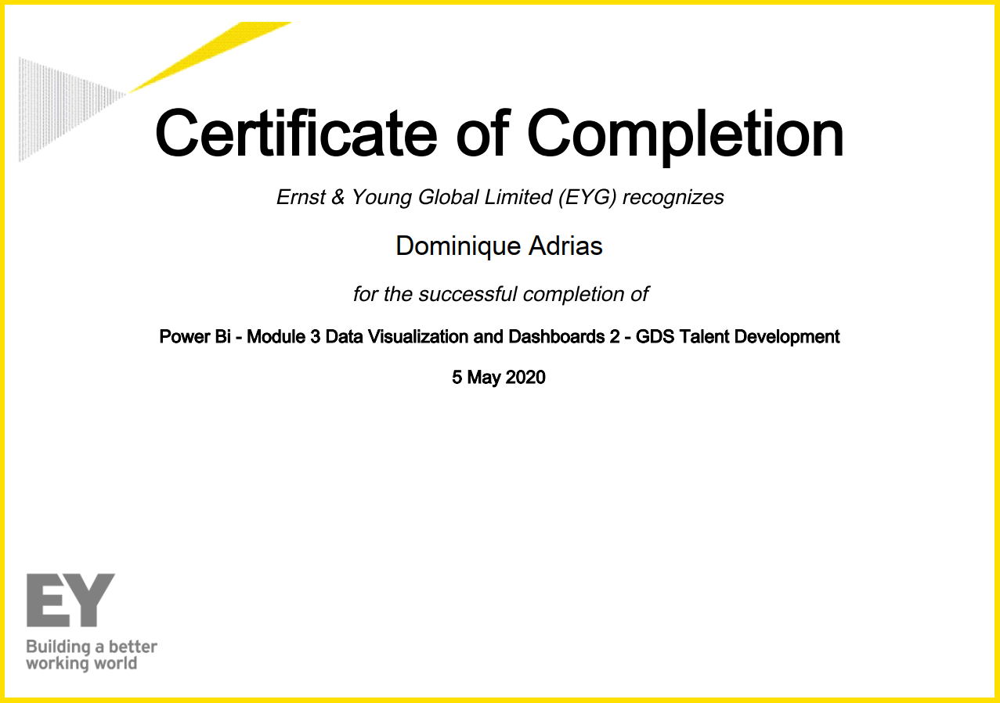 Certificate of Completion
Ernst & Young Global Limited (EYG) recognizes
Dominique Adrias
for the successful completion of
Power Bi - Module 3 Data Visualization and Dashboards 2 - GDS Talent Development
5 May 2020
EY
Building a better
working world